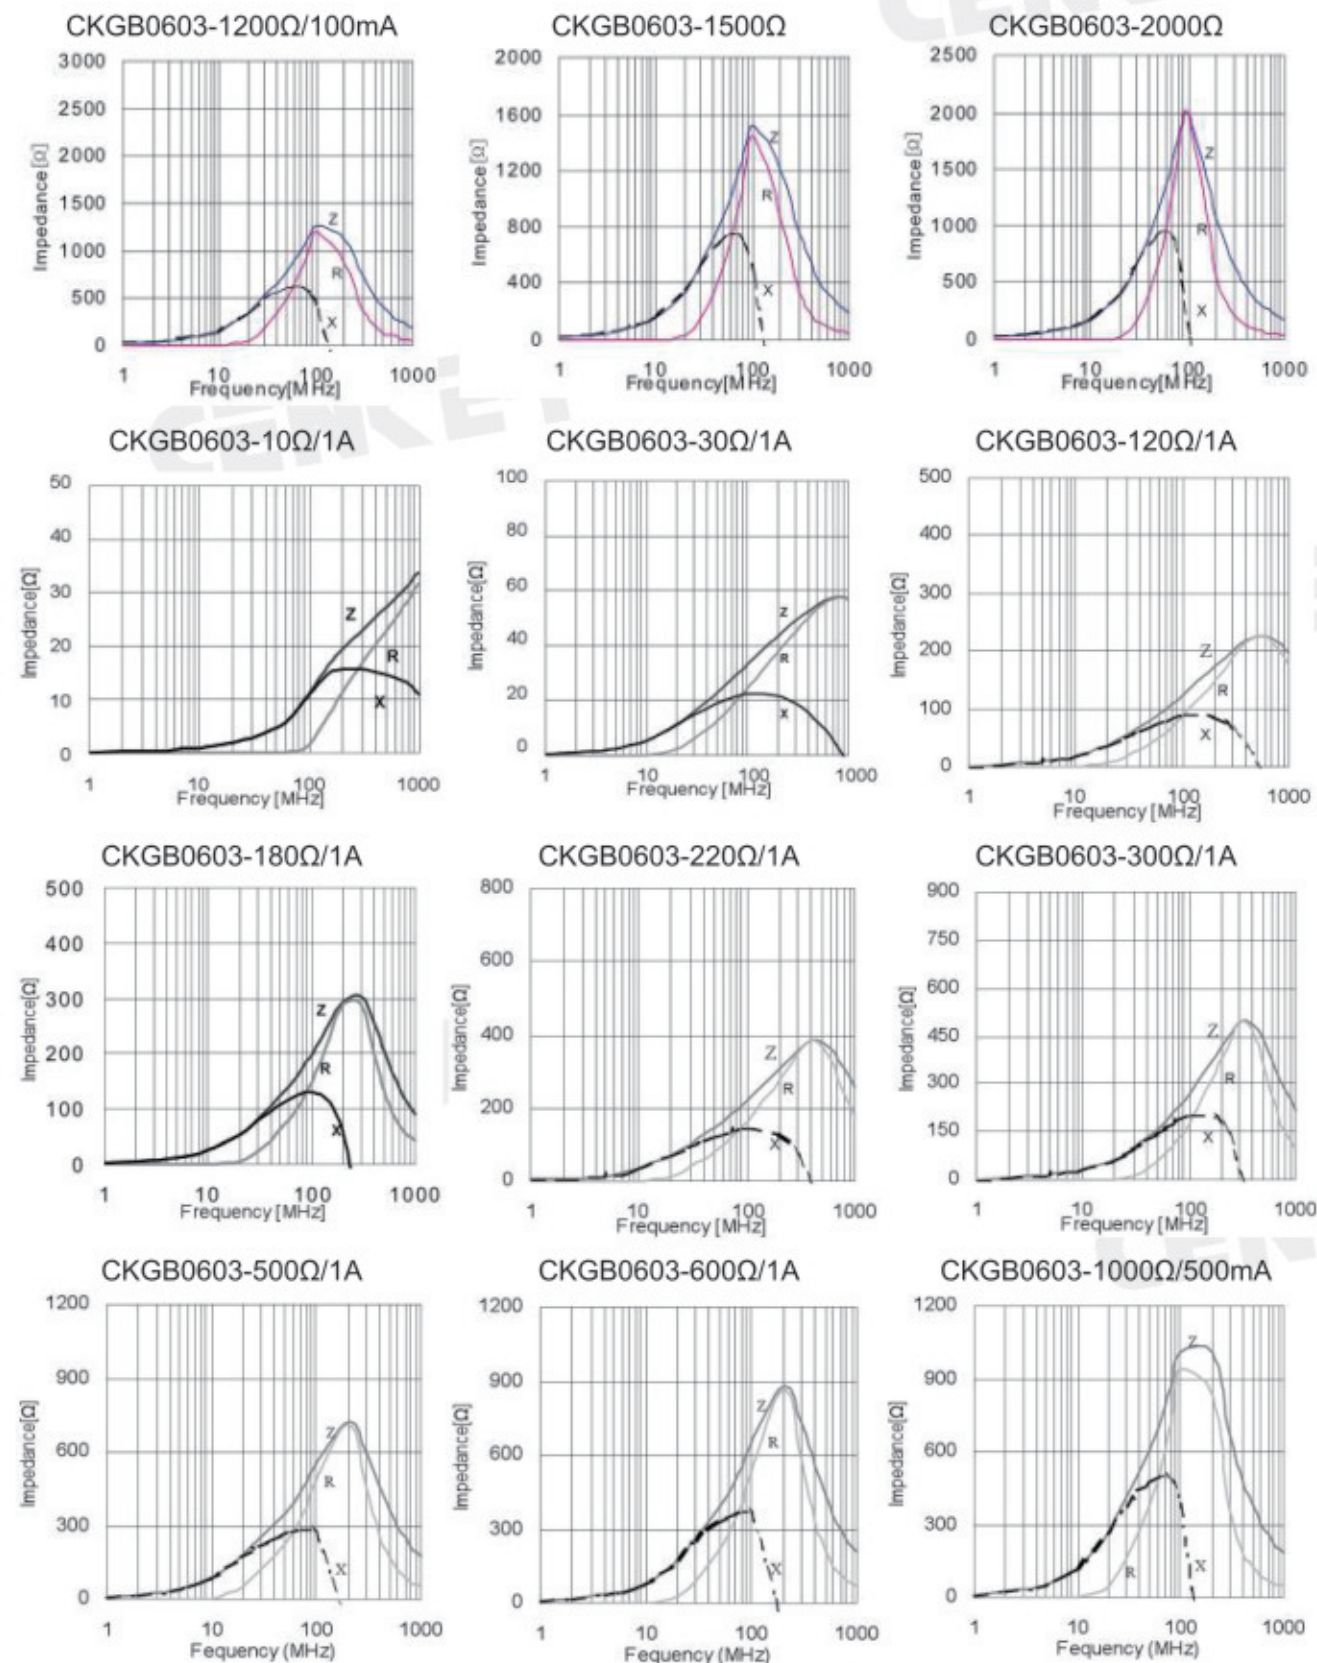 CKGB0603-1200Ω/100mA
3000
2500
2000
1500
1000
500
0
Impedance[Ω]
Z
R
X
1 10 100 1000
Frequency[MHz]
CKGB0603-1500Ω
2000
1600
1200
800
400
0
Impedance[Ω]
Z
R
X
1 10 100 1000
Frequency[MHz]
CKGB0603-2000Ω
2500
2000
1500
1000
500
0
Impedance[Ω]
Z
R
X
1 10 100 1000
Frequency[MHz]
CKGB0603-10Ω/1A
50
40
30
20
10
0
Impedance[Ω]
Z
R
X
1 10 100 1000
Frequency[MHz]
CKGB0603-30Ω/1A
100
80
60
40
20
0
Impedance[Ω]
Z
R
X
1 10 100 1000
Frequency[MHz]
CKGB0603-120Ω/1A
500
400
300
200
100
0
Impedance[Ω]
Z
R
X
1 10 100 1000
Frequency[MHz]
CKGB0603-180Ω/1A
500
400
300
200
100
0
Impedance[Ω]
Z
R
X
1 10 100 1000
Frequency[MHz]
CKGB0603-220Ω/1A
800
600
400
200
0
Impedance[Ω]
Z
R
X
1 10 100 1000
Frequency[MHz]
CKGB0603-300Ω/1A
900
750
600
450
300
150
0
Impedance[Ω]
Z
R
X
1 10 100 1000
Frequency[MHz]
CKGB0603-500Ω/1A
1200
900
600
300
0
Impedance[Ω]
Z
R
X
1 10 100 1000
Fequency(MHz)
CKGB0603-600Ω/1A
1200
900
600
300
0
Impedance[Ω]
Z
R
X
1 10 100 1000
Fequency(MHz)
CKGB0603-1000Ω/500mA
1200
900
600
300
0
Impedance[Ω]
Z
R
X
1 10 100 1000
Fequency(MHz)